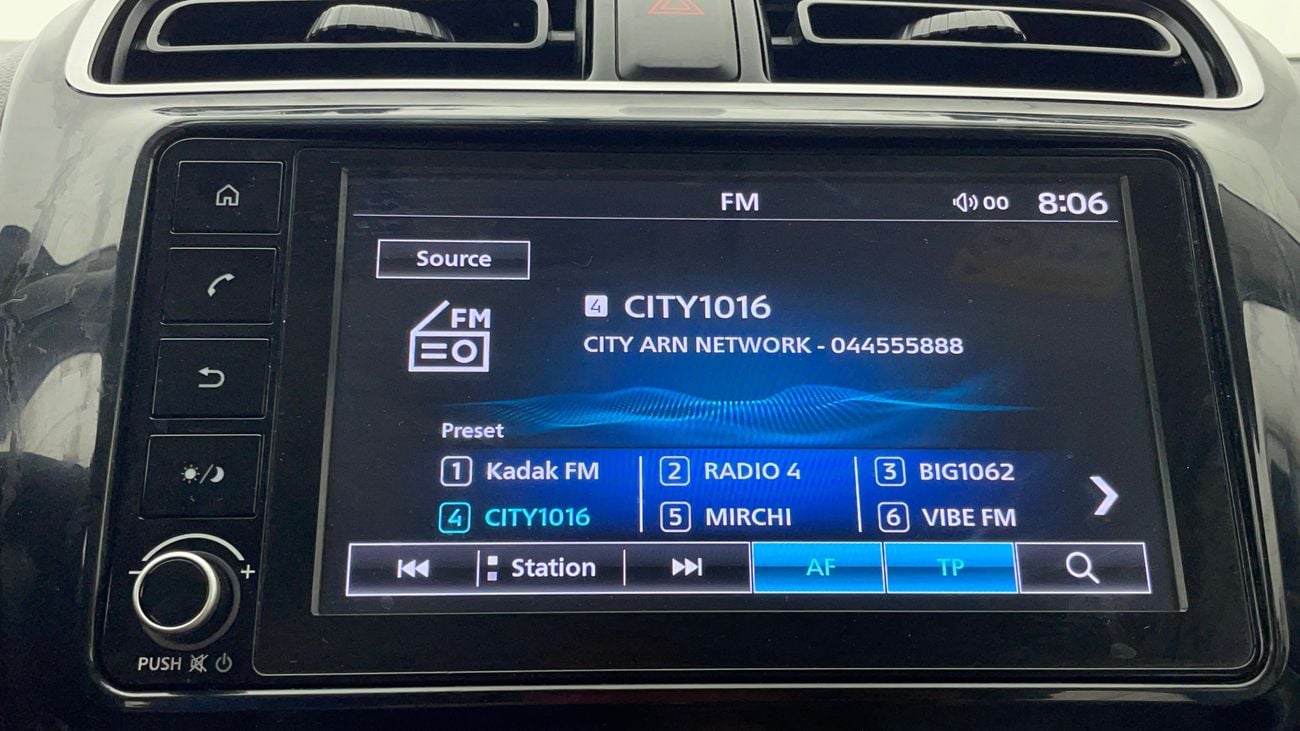 FM 00 8:06
Source
4 CITY1016
FM
CITY ARN NETWORK - 044555888
Preset
1 Kadak FM 2 RADIO 4 3 BIG1062
4 CITY1016 5 MIRCHI 6 VIBE FM
Station AF TP
- +
PUSH